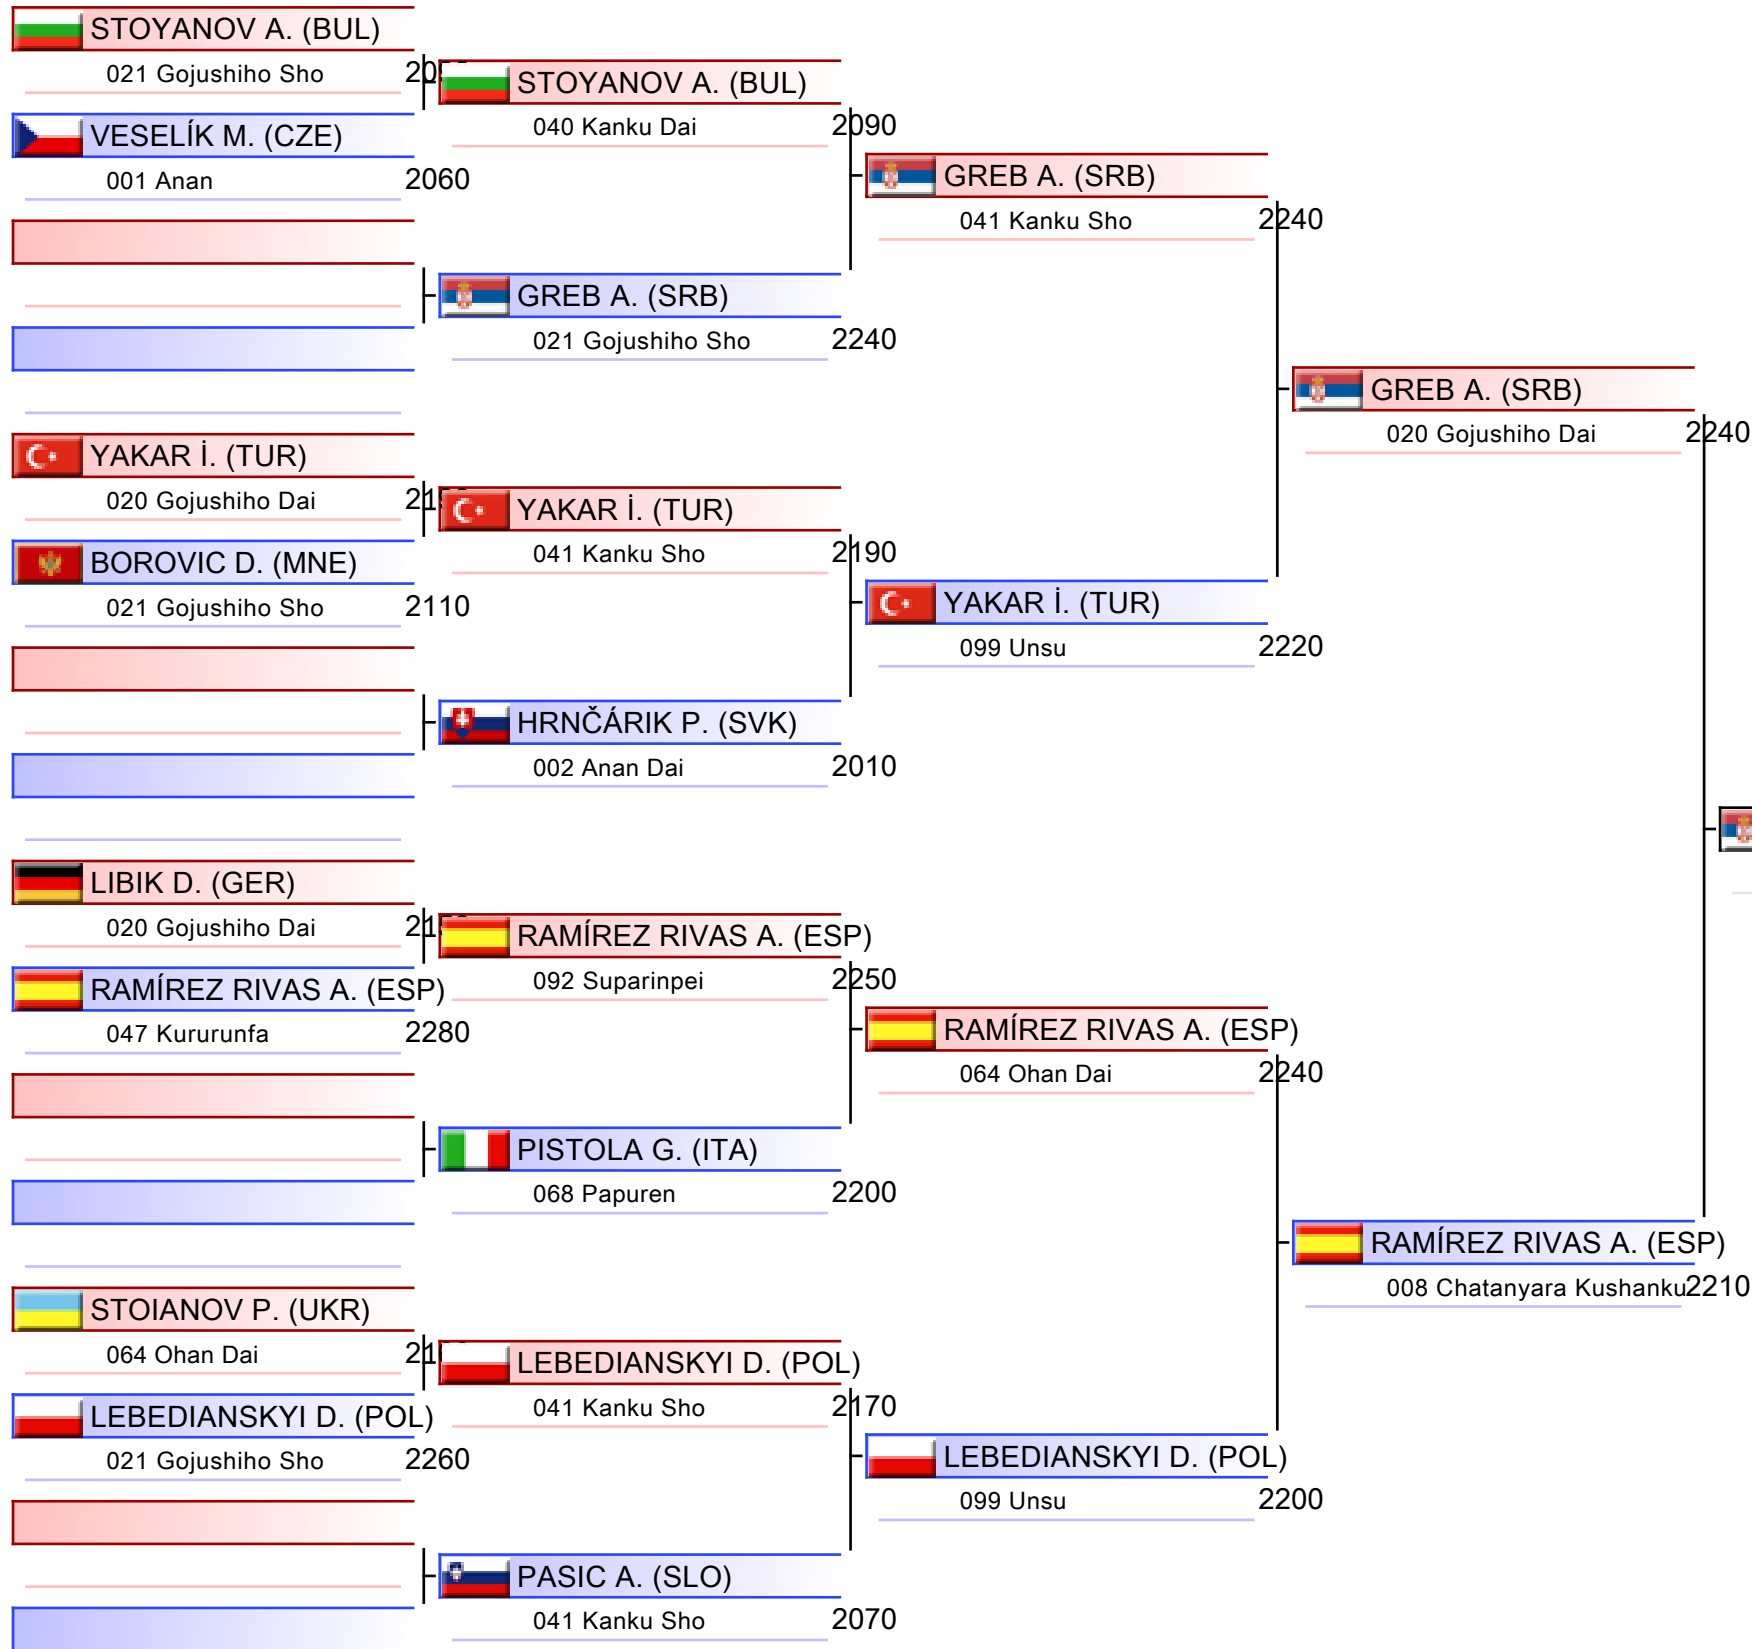 STOYANOV A. (BUL)
021 Gojushiho Sho
VESELÍK M. (CZE)
001 Anan 2060
YAKAR İ. (TUR)
020 Gojushiho Dai
BOROVIC D. (MNE)
021 Gojushiho Sho 2110
LIBIK D. (GER)
020 Gojushiho Dai
RAMÍREZ RIVAS A. (ESP)
047 Kururunfa 2280
STOIANOV P. (UKR)
064 Ohan Dai
LEBEDIANSKYI D. (POL)
021 Gojushiho Sho 2260
STOYANOV A. (BUL)
040 Kanku Dai 2090
GREB A. (SRB)
021 Gojushiho Sho 2240
YAKAR İ. (TUR)
041 Kanku Sho 2190
HRNČÁRIK P. (SVK)
002 Anan Dai 2010
RAMÍREZ RIVAS A. (ESP)
092 Suparinpei 2250
PISTOLA G. (ITA)
068 Papuren 2200
LEBEDIANSKYI D. (POL)
041 Kanku Sho 2170
PASIC A. (SLO)
041 Kanku Sho 2070
GREB A. (SRB)
041 Kanku Sho 2240
YAKAR İ. (TUR)
099 Unsu 2220
RAMÍREZ RIVAS A. (ESP)
064 Ohan Dai 2240
LEBEDIANSKYI D. (POL)
099 Unsu 2200
GREB A. (SRB)
020 Gojushiho Dai 2240
RAMÍREZ RIVAS A. (ESP)
008 Chatanyara Kushanku 2210